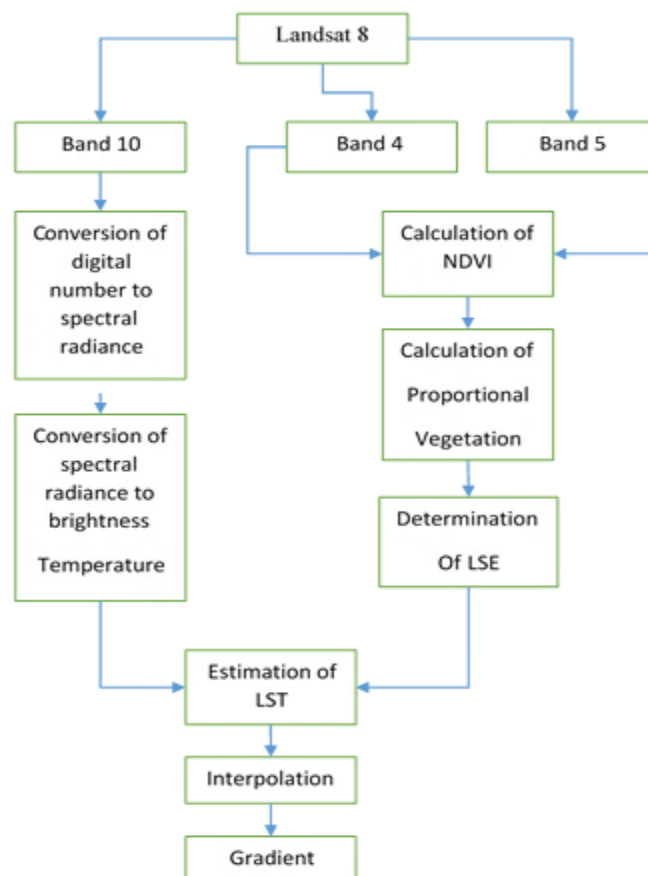 Landsat 8
Band 10
Band 4
Band 5
Conversion of
digital
number to
spectral
radiance
Calculation of
NDVI
Calculation of
Proportional
Vegetation
Conversion of
spectral
radiance to
brightness
Temperature
Determination
Of LSE
Estimation of
LST
Interpolation
Gradient